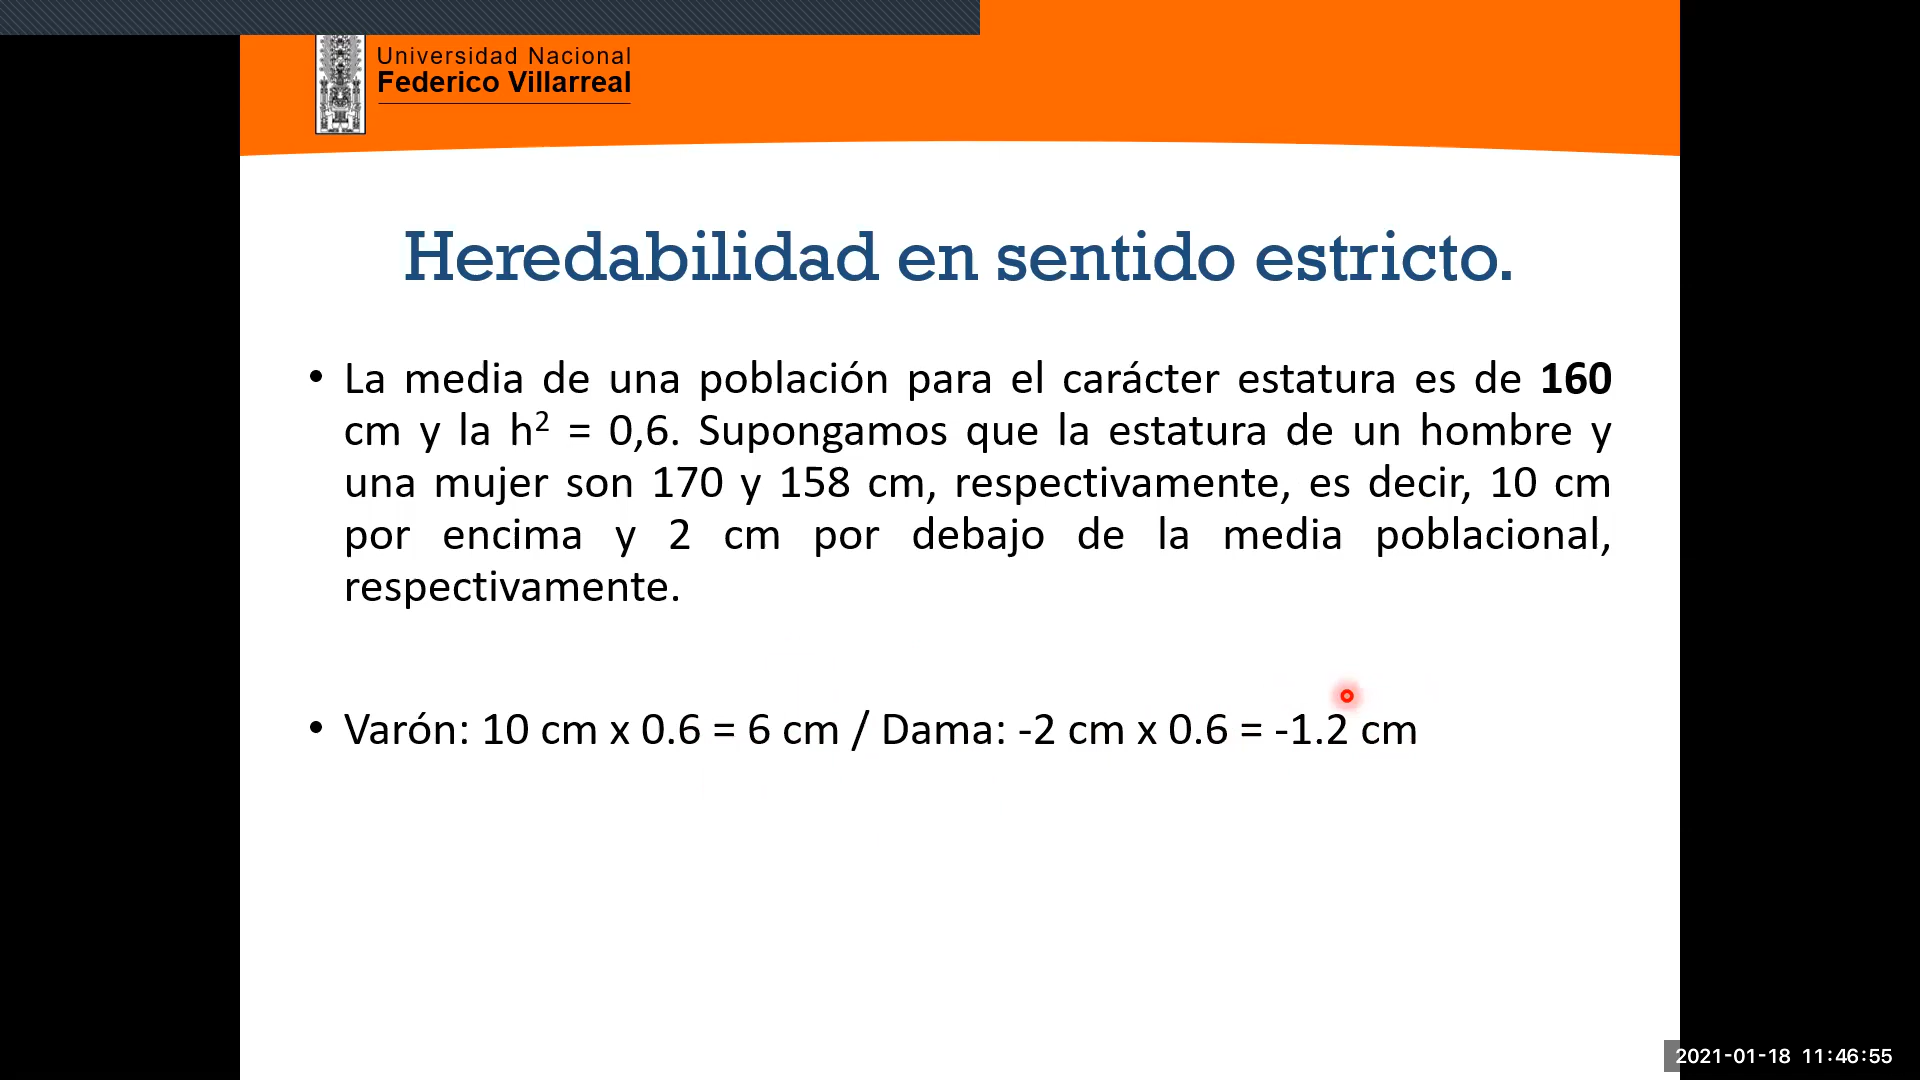 Universidad Nacional
Federico Villarreal
Heredabilidad en sentido estricto.
• La media de una población para el carácter estatura es de 160
cm y la h² = 0,6. Supongamos que la estatura de un hombre y
una mujer son 170 y 158 cm, respectivamente, es decir, 10 cm
por encima y 2 cm por debajo de la media poblacional,
respectivamente.
• Varón: 10 cm x 0.6 = 6 cm / Dama: -2 cm x 0.6 = -1.2 cm
2021-01-18 11:46:55